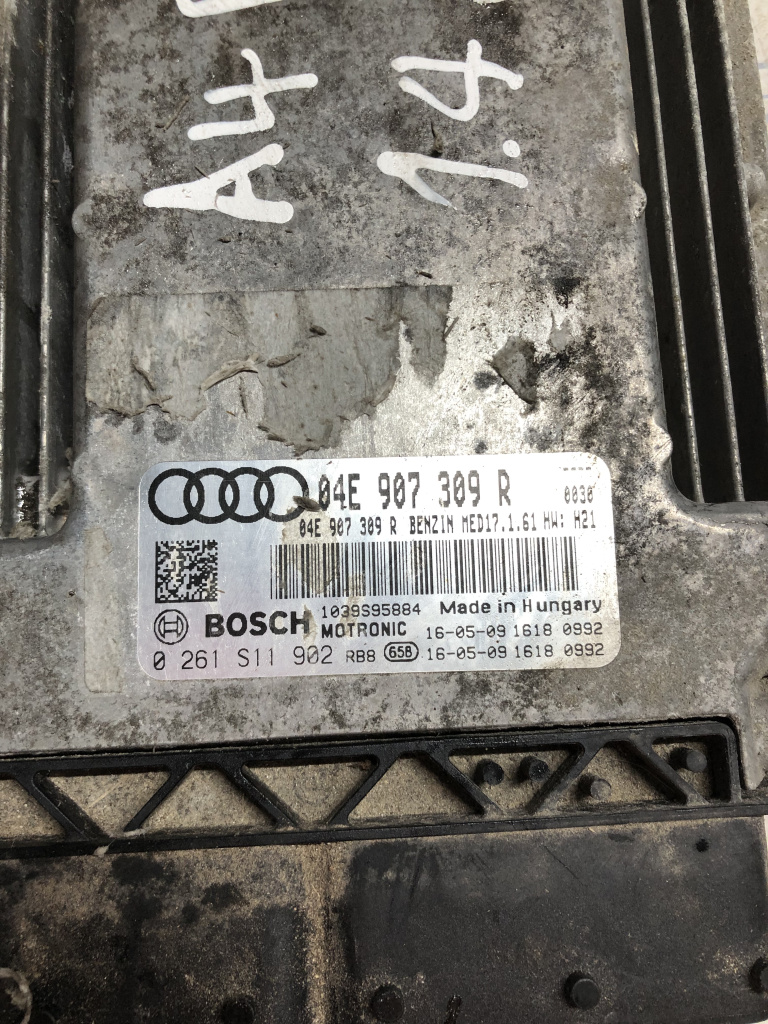 A4
1.4
04E 907 309 R 0030
04E 907 309 R BENZIN MED17.1.61 HW: H21
BOSCH 1039S95884 Made in Hungary
MOTRONIC 16-05-09 1618 0992
0 261 S11 902 RB8 65B 16-05-09 1618 0992